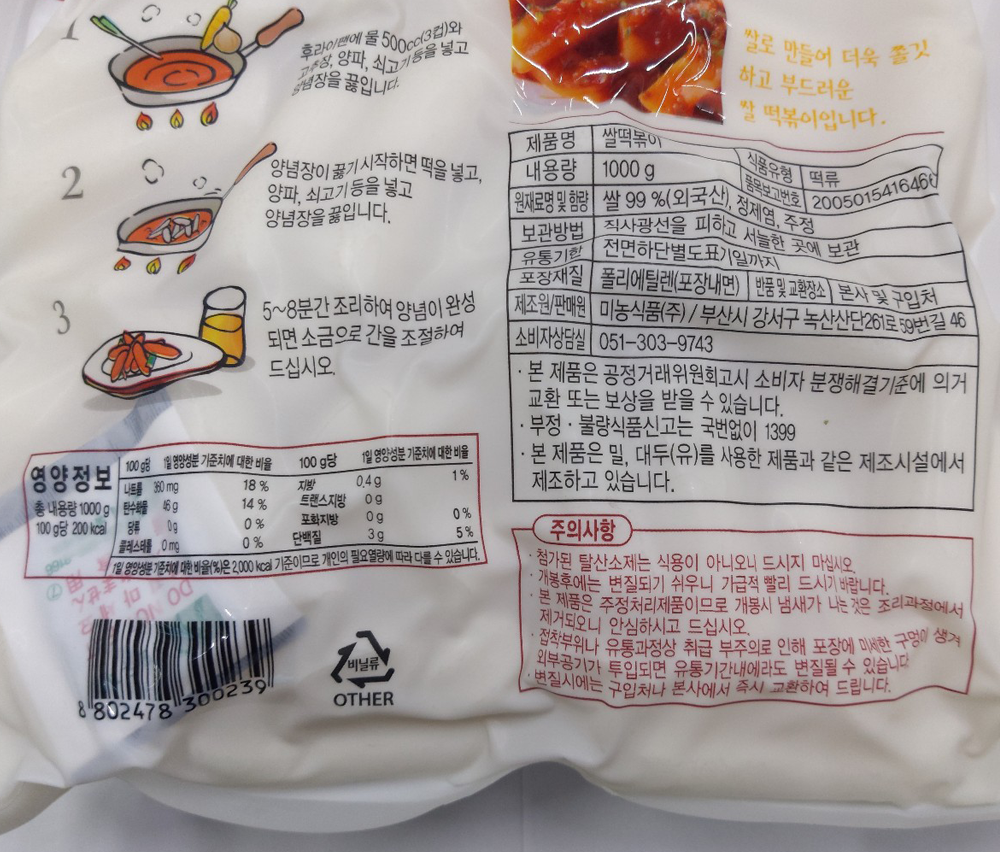 1
후라이팬에 물 500cc(3컵)와
고추장, 양파, 쇠고기등을 넣고
양념장을 끓입니다.
2
양념장이 끓기시작하면 떡을 넣고,
양파, 쇠고기 등을 넣고
양념장을 끓입니다.
3
5~8분간 조리하여 양념이 완성
되면 소금으로 간을 조절하여
드십시오.
쌀로 만들어 더욱 쫄깃
하고 부드러운
쌀 떡볶이입니다.
제품명 쌀떡볶이 식품유형 떡류
내용량 1000 g 품목보고번호 2005015416466
원재료명 및 함량 쌀 99 %(외국산), 정제염, 주정
보관방법 직사광선을 피하고 서늘한 곳에 보관
유통기한 전면하단별도표기일까지
포장재질 폴리에틸렌(포장내면) 반품 및 교환장소 본사 및 구입처
제조원/판매원 미농식품(주) / 부산시 강서구 녹산산단261로 59번길 46
소비자상담실 051-303-9743
· 본 제품은 공정거래위원회고시 소비자 분쟁해결기준에 의거
교환 또는 보상을 받을 수 있습니다.
· 부정 · 불량식품신고는 국번없이 1399
· 본 제품은 밀, 대두(유)를 사용한 제품과 같은 제조시설에서
제조하고 있습니다.
영양정보
총 내용량 1000 g
100 g당 200 kcal
100 g당 1일 영양성분 기준치에 대한 비율 100 g당 1일 영양성분 기준치에 대한 비율
나트륨 360 mg 18 % 지방 0.4 g 1 %
탄수화물 46 g 14 % 트랜스지방 0 g
당류 0 g 0 % 포화지방 0 g 0 %
콜레스테롤 0 mg 0 % 단백질 3 g 5 %
1일 영양성분 기준치에 대한 비율(%)은 2,000 kcal 기준이므로 개인의 필요열량에 따라 다를 수 있습니다.
주의사항
· 첨가된 탈산소제는 식용이 아니오니 드시지 마십시오.
· 개봉후에는 변질되기 쉬우니 가급적 빨리 드시기 바랍니다.
· 본 제품은 주정처리제품이므로 개봉시 냄새가 나는 것은 조리과정에서
제거되오니 안심하시고 드십시오.
· 접착부위나 유통과정상 취급 부주의로 인해 포장에 미세한 구멍이 생겨
외부공기가 투입되면 유통기간내에라도 변질될 수 있습니다
· 변질시에는 구입처나 본사에서 즉시 교환하여 드립니다.
8 802478 300239
비닐류
OTHER